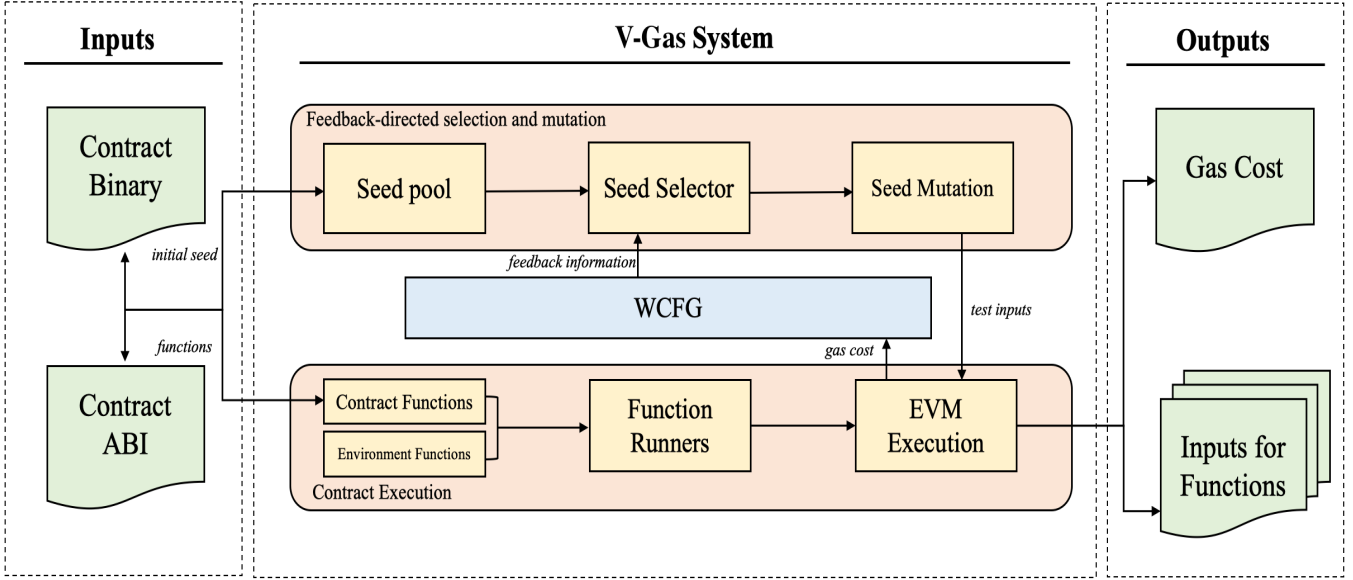 Inputs
Contract
Binary
initial seed
functions
Contract
ABI
V-Gas System
Feedback-directed selection and mutation
Seed pool
Seed Selector
Seed Mutation
feedback information
WCFG
test inputs
gas cost
Contract Functions
Environment Functions
Function
Runners
EVM
Execution
Contract Execution
Outputs
Gas Cost
Inputs for
Functions